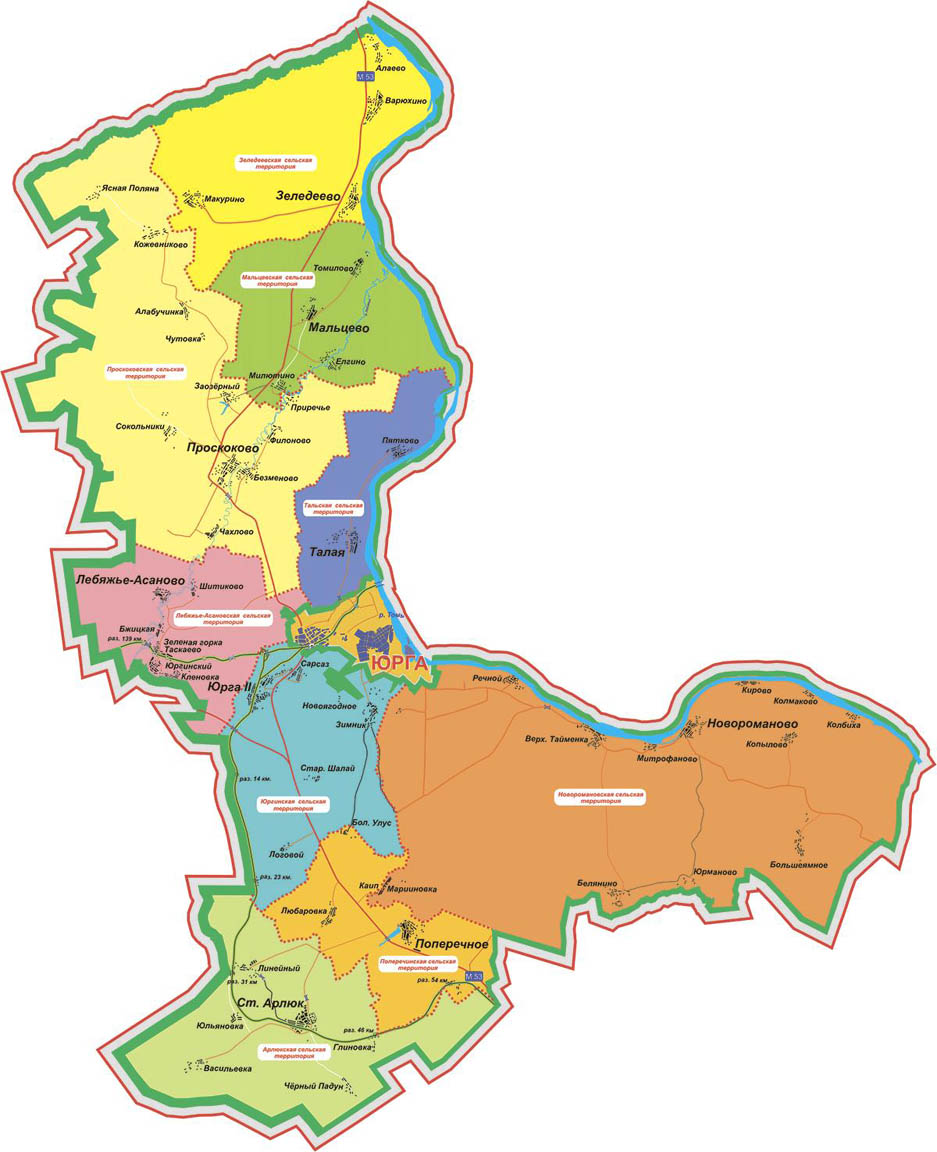 Алаево
М 53
Варюхино
Зеледеевская сельская
территория
Ясная Поляна
Макурино
Зеледеево
Кожевниково
Томилово
Мальцевская сельская
территория
Алабучинка
Мальцево
Чутовка
Елгино
Проскоковская сельская
территория
Милютино
Заозёрный
Приречье
Сокольники
Филоново
Пятково
Проскоково
Безменово
Тальская сельская
территория
Чахлово
Талая
Лебяжье-Асаново
Шитиково
Лебяжье-Асановская сельская
территория
р. Томь
Бжицкая
раз. 139 км.
Зеленая горка
Таскаево
Юргинский
Кленовка
Сарсаз
ЮРГА
Юрга II
Речной
Кирово
Колмаково
Новоягодное
Зимник
Новороманово
Колбиха
Верх. Тайменка
Копылово
Митрофаново
Стар. Шалай
раз. 14 км.
Юргинская сельская
территория
Новоромановская сельская
территория
Бол. Улус
Логовой
раз. 23 км.
Большеямное
Юрманово
Белянино
Каип
Марииновка
Любаровка
Поперечное
Поперечинская сельская
территория
Линейный
раз. 31 км
раз. 54 км.
М 53
Ст. Арлюк
Юльяновка
раз. 46 км
Глиновка
Арлюкская сельская
территория
Васильевка
Чёрный Падун